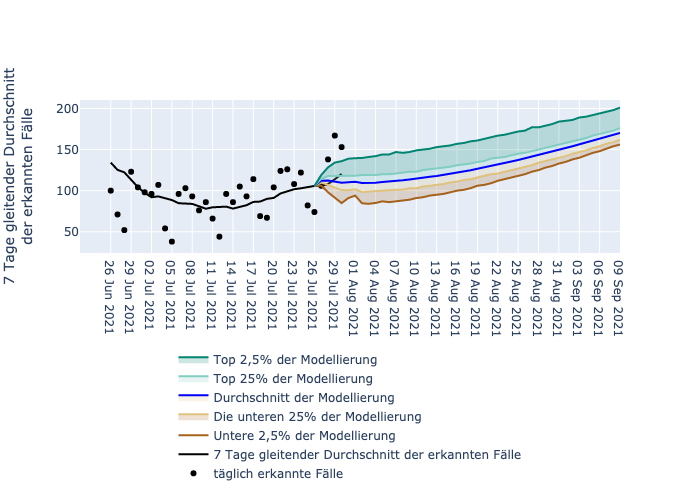 7 Tage gleitender Durchschnitt
der erkannten Fälle
200
150
100
50
26 Jun 2021
29 Jun 2021
02 Jul 2021
05 Jul 2021
08 Jul 2021
11 Jul 2021
14 Jul 2021
17 Jul 2021
20 Jul 2021
23 Jul 2021
26 Jul 2021
29 Jul 2021
01 Aug 2021
04 Aug 2021
07 Aug 2021
10 Aug 2021
13 Aug 2021
16 Aug 2021
19 Aug 2021
22 Aug 2021
25 Aug 2021
28 Aug 2021
31 Aug 2021
03 Sep 2021
06 Sep 2021
09 Sep 2021
Top 2,5% der Modellierung
Top 25% der Modellierung
Durchschnitt der Modellierung
Die unteren 25% der Modellierung
Untere 2,5% der Modellierung
7 Tage gleitender Durchschnitt der erkannten Fälle
täglich erkannte Fälle